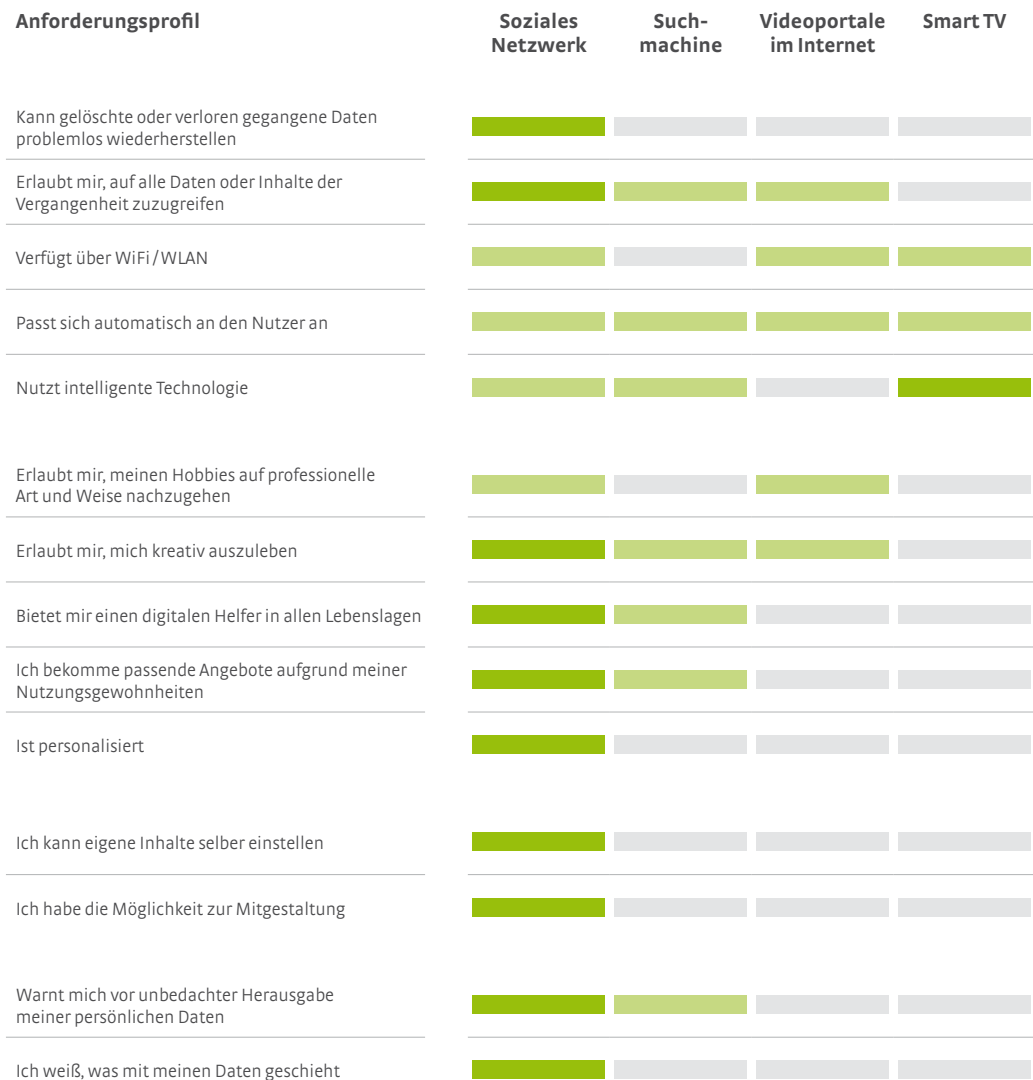 Anforderungsprofil
Soziales
Netzwerk
Such-
machine
Videoportale
im Internet
Smart TV
Kann gelöschte oder verloren gegangene Daten
problemlos wiederherstellen
Erlaubt mir, auf alle Daten oder Inhalte der
Vergangenheit zuzugreifen
Verfügt über WiFi / WLAN
Passt sich automatisch an den Nutzer an
Nutzt intelligente Technologie
Erlaubt mir, meinen Hobbies auf professionelle
Art und Weise nachzugehen
Erlaubt mir, mich kreativ auszuleben
Bietet mir einen digitalen Helfer in allen Lebenslagen
Ich bekomme passende Angebote aufgrund meiner
Nutzungsgewohnheiten
Ist personalisiert
Ich kann eigene Inhalte selber einstellen
Ich habe die Möglichkeit zur Mitgestaltung
Warnt mich vor unbedachter Herausgabe
meiner persönlichen Daten
Ich weiß, was mit meinen Daten geschieht